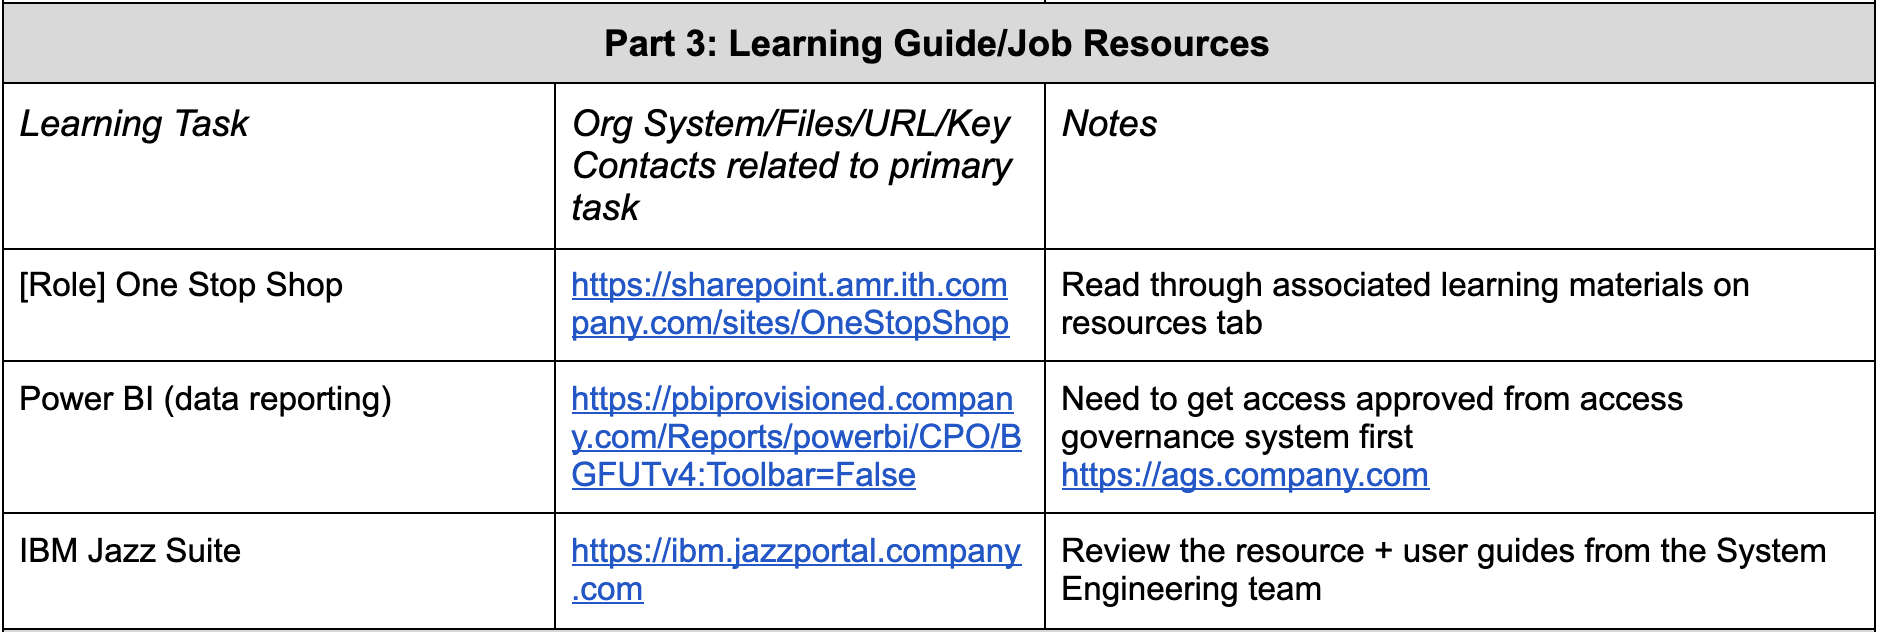 Part 3: Learning Guide/Job Resources
Learning Task
Org System/Files/URL/Key
Contacts related to primary
task
Notes
[Role] One Stop Shop
https://sharepoint.amr.ith.com
pany.com/sites/OneStopShop
Read through associated learning materials on
resources tab
Power BI (data reporting)
https://pbiprovisioned.compan
y.com/Reports/powerbi/CPO/B
GFUTv4:Toolbar=False
Need to get access approved from access
governance system first
https://ags.company.com
IBM Jazz Suite
https://ibm.jazzportal.company
.com
Review the resource + user guides from the System
Engineering team